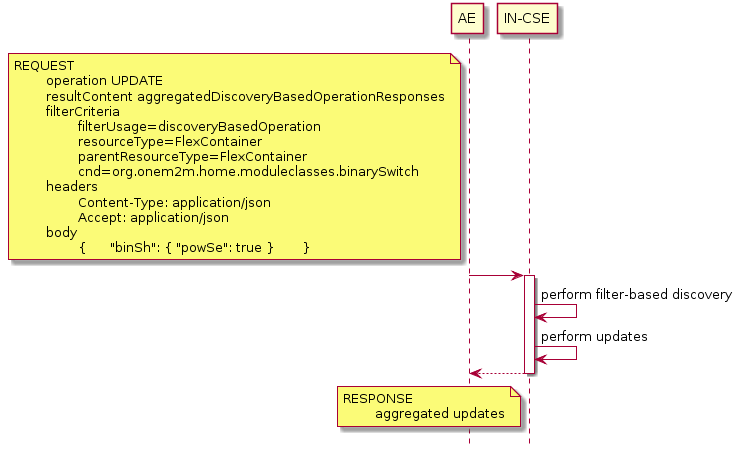 AE
IN-CSE
REQUEST
operation UPDATE
resultContent aggregatedDiscoveryBasedOperationResponses
filterCriteria
filterUsage=discoveryBasedOperation
resourceType=FlexContainer
parentResourceType=FlexContainer
cnd=org.onem2m.home.moduleclasses.binarySwitch
headers
Content-Type: application/json
Accept: application/json
body
{ "binSh": { "powSe": true } }
perform filter-based discovery
perform updates
RESPONSE
aggregated updates